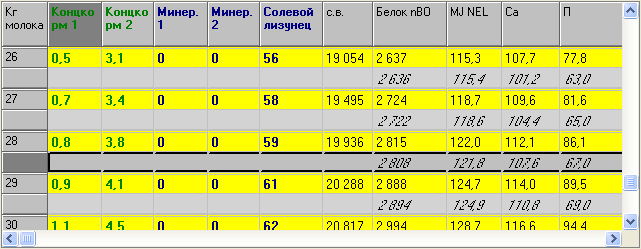 Кг молока Концко рм 1 Концко рм 2 Минер. 1 Минер. 2 Солевой лизунец с.в. Белок nBO MJ NEL Ca П
26 0,5 3,1 0 0 56 19 054 2 637 115,3 107,7 77,8
2 636 115,4 101,2 63,0
27 0,7 3,4 0 0 58 19 495 2 724 118,7 109,6 81,6
2 722 118,6 104,4 65,0
28 0,8 3,8 0 0 59 19 936 2 815 122,0 112,1 86,1
2 808 121,8 107,6 67,0
29 0,9 4,1 0 0 61 20 288 2 888 124,7 114,0 89,5
2 894 124,9 110,8 69,0
30 1,1 4,5 0 0 62 20 817 2 994 128,7 116,6 94,4